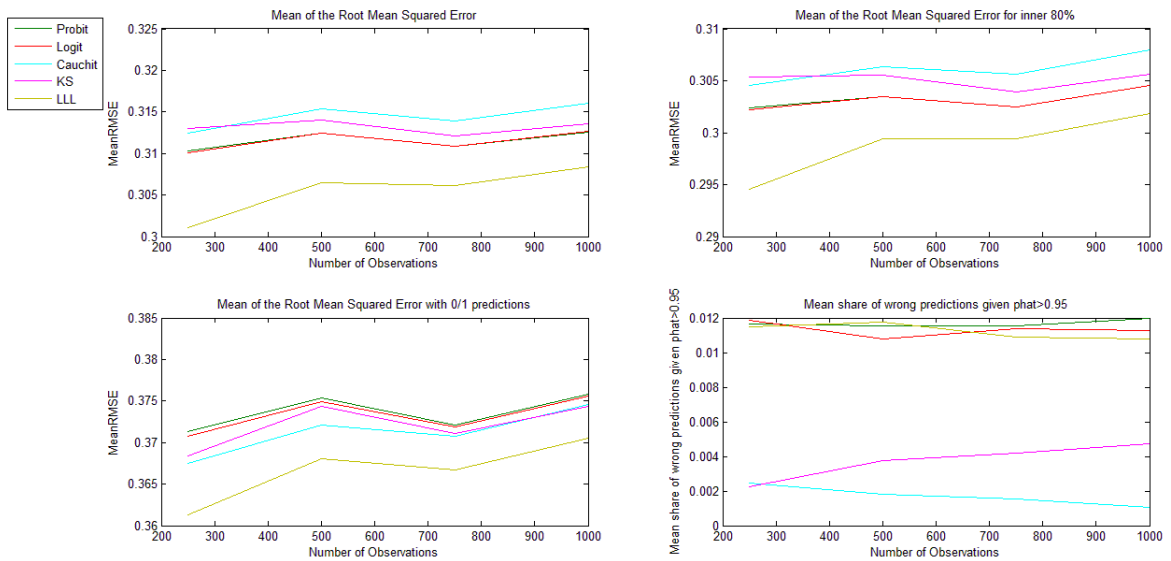 Probit
Logit
Cauchit
KS
LLL
Mean of the Root Mean Squared Error
0.325
0.32
0.315
0.31
0.305
0.3
MeanRMSE
200 300 400 500 600 700 800 900 1000
Number of Observations
Mean of the Root Mean Squared Error for inner 80%
0.31
0.305
0.3
0.295
0.29
MeanRMSE
200 300 400 500 600 700 800 900 1000
Number of Observations
Mean of the Root Mean Squared Error with 0/1 predictions
0.385
0.38
0.375
0.37
0.365
0.36
MeanRMSE
200 300 400 500 600 700 800 900 1000
Number of Observations
Mean share of wrong predictions given phat>0.95
0.012
0.01
0.008
0.006
0.004
0.002
0
Mean share of wrong predictions given phat>0.95
200 300 400 500 600 700 800 900 1000
Number of Observations